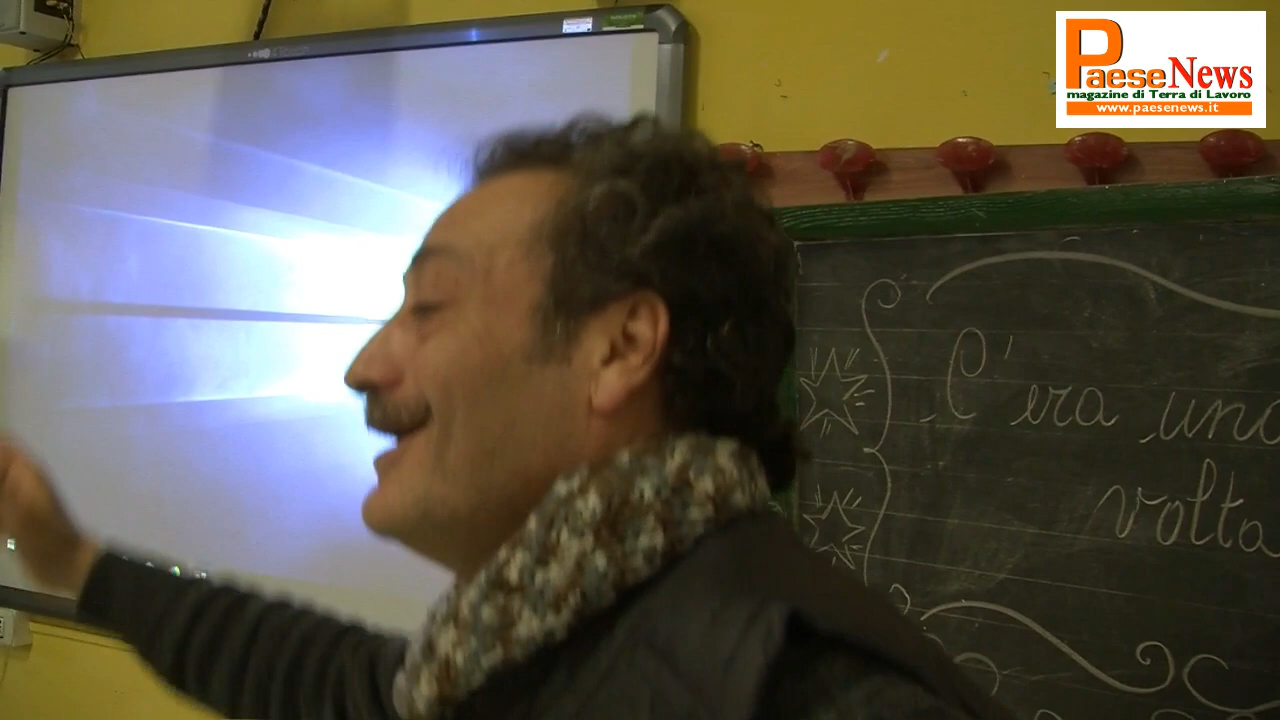 PaeseNews
magazine di Terra di Lavoro
www.paesenews.it
C'era una
volta